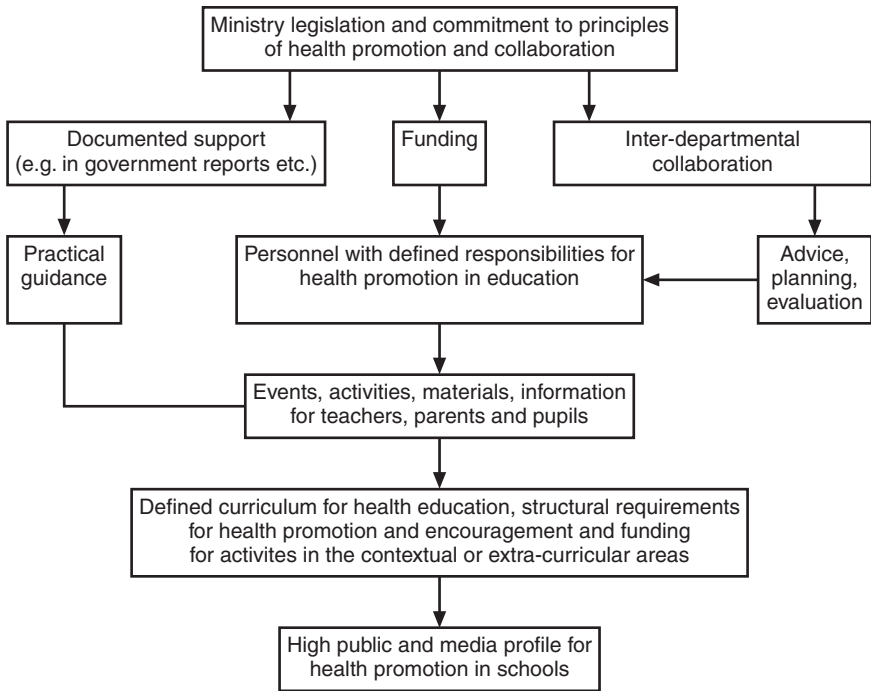 Ministry legislation and commitment to principles
of health promotion and collaboration
Documented support
(e.g. in government reports etc.)
Funding
Inter-departmental
collaboration
Practical
guidance
Personnel with defined responsibilities for
health promotion in education
Advice,
planning,
evaluation
Events, activities, materials, information
for teachers, parents and pupils
Defined curriculum for health education, structural requirements
for health promotion and encouragement and funding
for activites in the contextual or extra-curricular areas
High public and media profile for
health promotion in schools